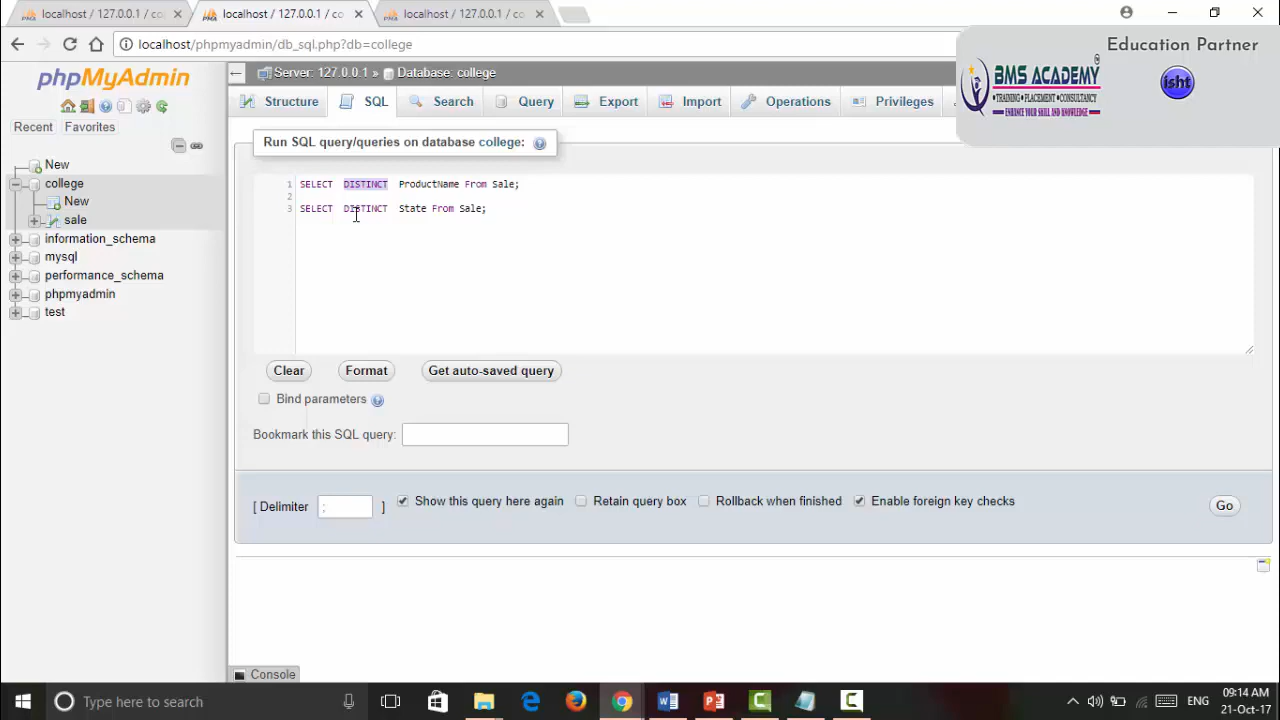 localhost / 127.0.0.1 / co
localhost / 127.0.0.1 / co
localhost / 127.0.0.1 / co
localhost/phpmyadmin/db_sql.php?db=college
Education Partner
BMS ACADEMY
TRAINING PLACEMENT CONSULTANCY
ENHANCE YOUR SKILL AND KNOWLEDGE
isht
phpMyAdmin
Recent Favorites
New
college
New
sale
information_schema
mysql
performance_schema
phpmyadmin
test
Server: 127.0.0.1 » Database: college
Structure SQL Search Query Export Import Operations Privileges
Run SQL query/queries on database college:
1 SELECT DISTINCT ProductName From Sale;
2
3 SELECT DISTINCT State From Sale;
Clear Format Get auto-saved query
Bind parameters
Bookmark this SQL query:
[ Delimiter ; ] Show this query here again Retain query box Rollback when finished Enable foreign key checks Go
Console
Type here to search
ENG
09:14 AM
21-Oct-17